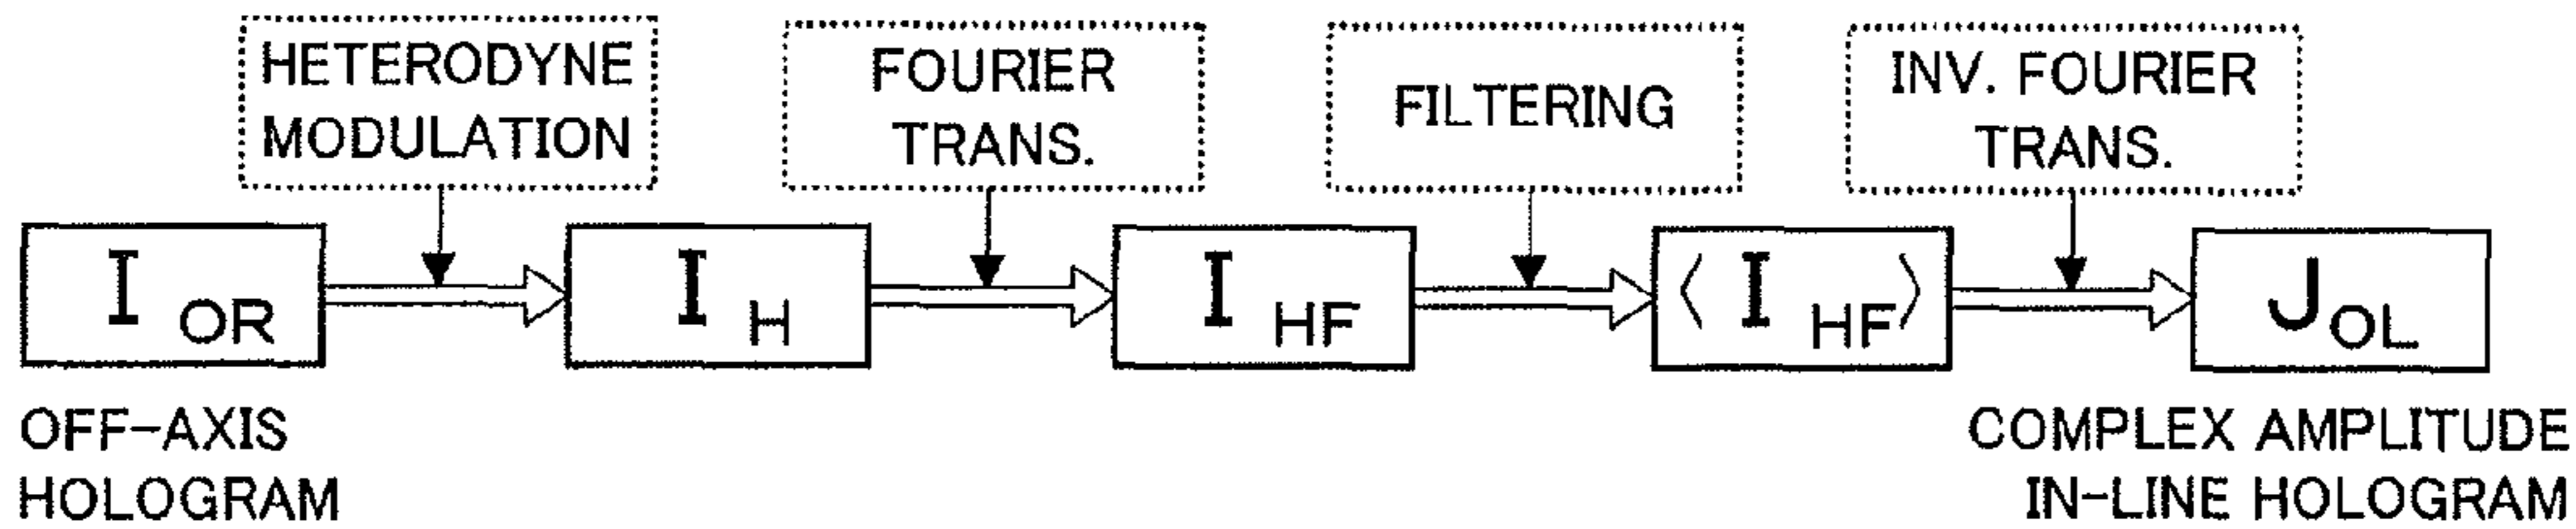 HETERODYNE
MODULATION
FOURIER
TRANS.
FILTERING
INV. FOURIER
TRANS.
I OR
I H
I HF
⟨ I HF⟩
J OL
OFF-AXIS
HOLOGRAM
COMPLEX AMPLITUDE
IN-LINE HOLOGRAM